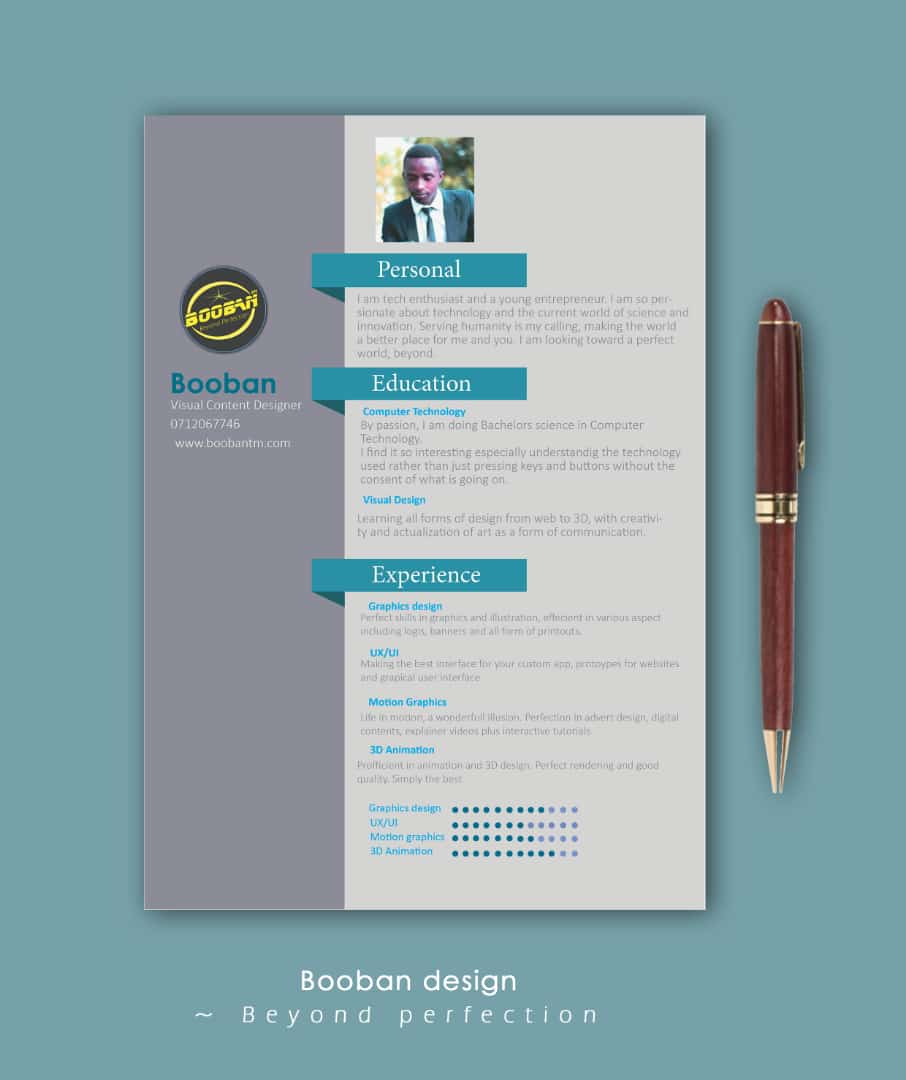 BOOBAN
Beyond Perfection
Booban
Visual Content Designer
0712067746
www.boobantm.com
Personal
I am tech enthusiast and a young entrepreneur. I am so per-
sionate about technology and the current world of science and
innovation. Serving humanity is my calling, making the world
a better place for me and you. I am looking toward a perfect
world, beyond.
Education
Computer Technology
By passion, I am doing Bachelors science in Computer
Technology.
I find it so interesting especially understandig the technology
used rather than just pressing keys and buttons without the
consent of what is going on.
Visual Design
Learning all forms of design from web to 3D, with creativi-
ty and actualization of art as a form of communication.
Experience
Graphics design
Perfect skills in graphics and illustration, effecient in various aspect
including logis, banners and all form of printouts.
UX/UI
Making the best interface for your custom app, protoypes for websites
and grapical user interface
Motion Graphics
Life in motion, a wonderfull illusion. Perfection in advert design, digital
contents, explainer videos plus interactive tutorials
3D Animation
Profficient in animation and 3D design. Perfect rendering and good
quality. Simply the best
Graphics design
UX/UI
Motion graphics
3D Animation
Booban design
~ Beyond perfection